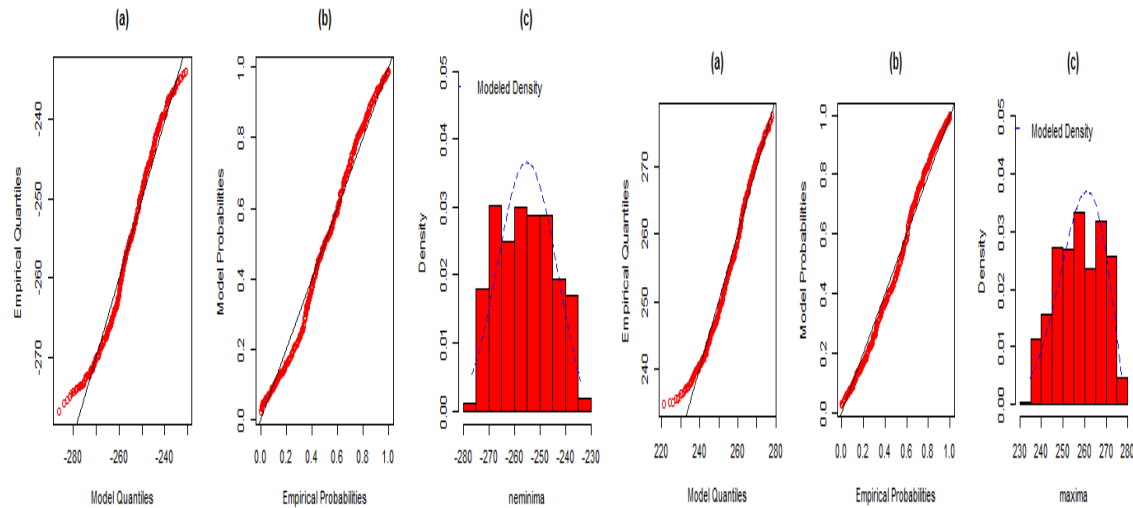 (a)
Empirical Quantiles
-240
-250
-260
-270
-280
-260
-240
Model Quantiles
(b)
Model Probabilities
1.0
0.8
0.6
0.4
0.2
0.0
0.0 0.2 0.4 0.6 0.8 1.0
Empirical Probabilities
(c)
Modeled Density
Density
0.05
0.04
0.03
0.02
0.01
0.00
-280 -270 -260 -250 -240 -230
neminima
(a)
Empirical Quantiles
270
260
250
240
220 240 260 280
Model Quantiles
(b)
Model Probabilities
1.0
0.8
0.6
0.4
0.2
0.0
0.0 0.2 0.4 0.6 0.8 1.0
Empirical Probabilities
(c)
Modeled Density
Density
0.05
0.04
0.03
0.02
0.01
0.00
230 240 250 260 270 280
maxima